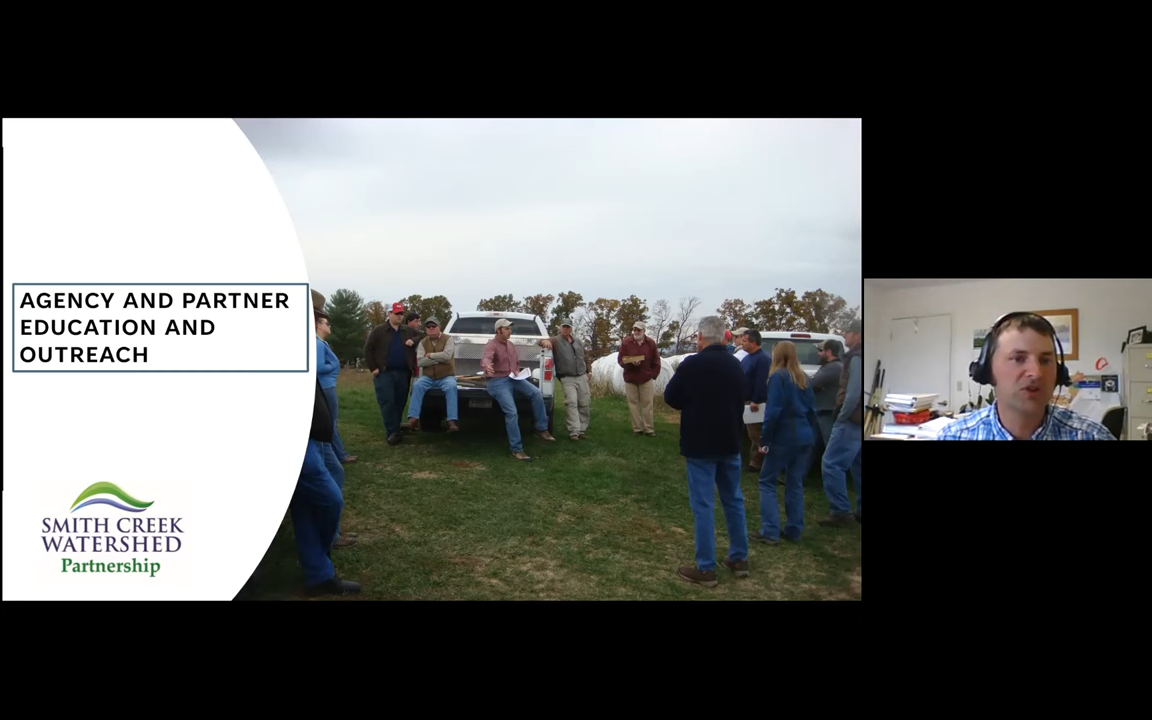 AGENCY AND PARTNER
EDUCATION AND
OUTREACH
SMITH CREEK
WATERSHED
Partnership